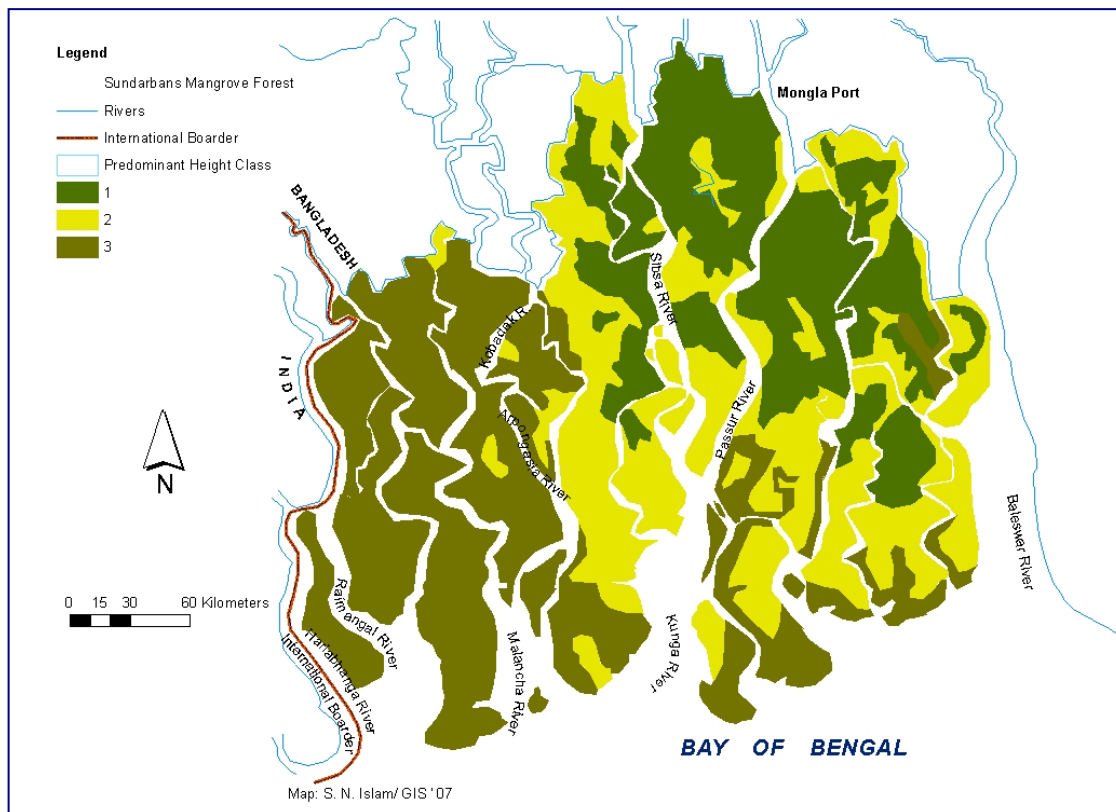 Legend
Sundarbans Mangrove Forest
Rivers
International Boarder
Predominant Height Class
1
2
3
Mongla Port
BANGLADESH
INDIA
Sibsa River
Kobadak R.
Arpongasia River
Passur River
Baleswar River
N
0 15 30 60 Kilometers
Raimangal River
Hariabhanga River
International Boarder
Malancha River
Kunga River
BAY OF BENGAL
Map: S. N. Islam/ GIS '07